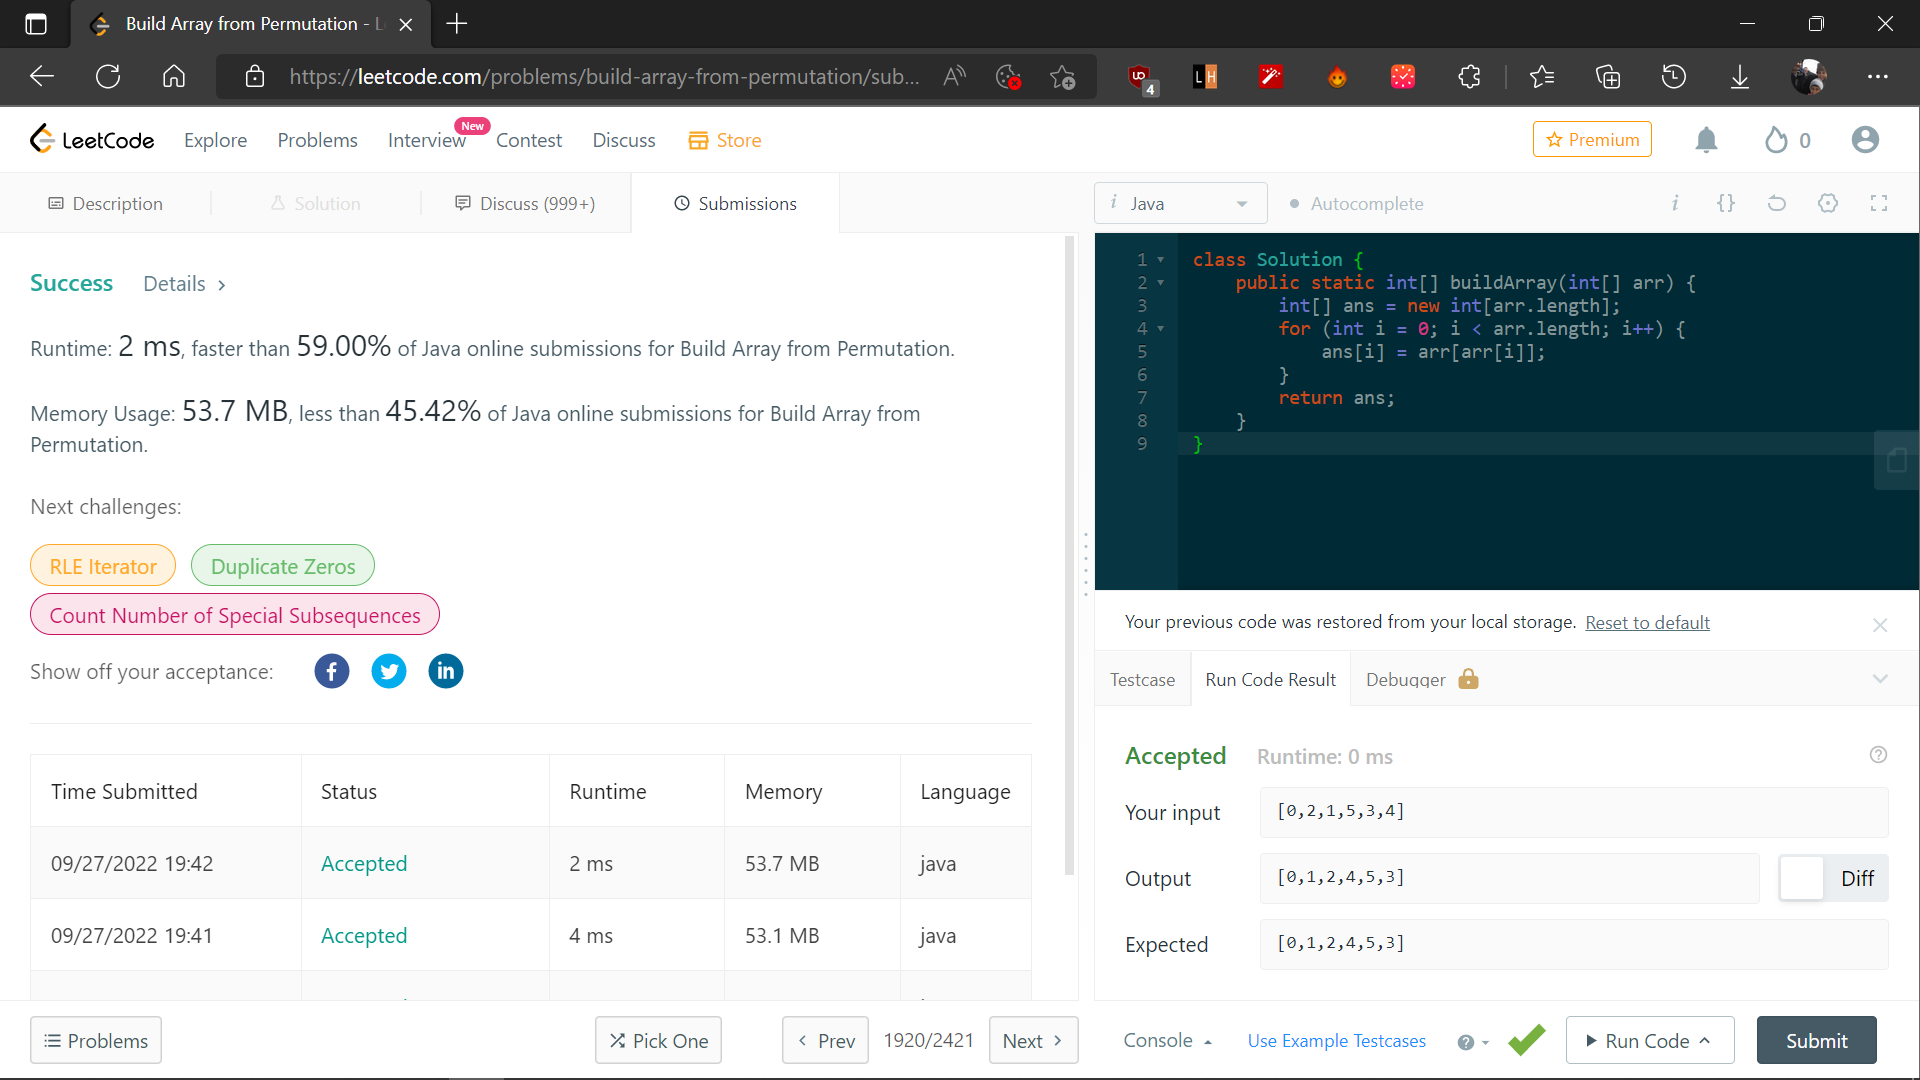 Build Array from Permutation - L
https://leetcode.com/problems/build-array-from-permutation/sub...
4
LeetCode
Explore
Problems
Interview
New
Contest
Discuss
Store
Premium
0
Description
Solution
Discuss (999+)
Submissions
i Java
Autocomplete
Success
Details >
Runtime: 2 ms, faster than 59.00% of Java online submissions for Build Array from Permutation.
Memory Usage: 53.7 MB, less than 45.42% of Java online submissions for Build Array from
Permutation.
Next challenges:
RLE Iterator
Duplicate Zeros
Count Number of Special Subsequences
Show off your acceptance:
Time Submitted Status Runtime Memory Language
09/27/2022 19:42 Accepted 2 ms 53.7 MB java
09/27/2022 19:41 Accepted 4 ms 53.1 MB java
Problems
Pick One
< Prev
1920/2421
Next >
1 class Solution {
2 public static int[] buildArray(int[] arr) {
3 int[] ans = new int[arr.length];
4 for (int i = 0; i < arr.length; i++) {
5 ans[i] = arr[arr[i]];
6 }
7 return ans;
8 }
9 }
Your previous code was restored from your local storage. Reset to default
Testcase
Run Code Result
Debugger
Accepted Runtime: 0 ms
Your input [0,2,1,5,3,4]
Output [0,1,2,4,5,3]
Diff
Expected [0,1,2,4,5,3]
Console
Use Example Testcases
Run Code
Submit